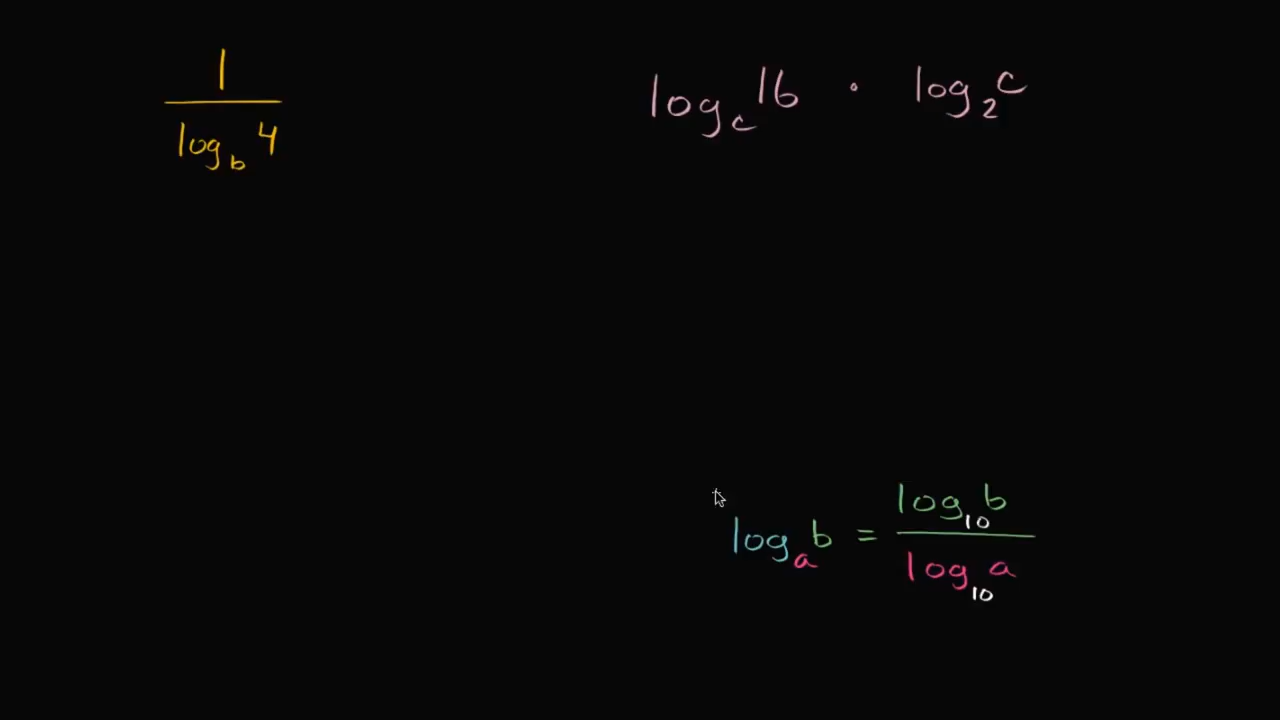 1
log_b 4
log_c 16 · log_2 c
log_a b = log_10 b
log_10 a